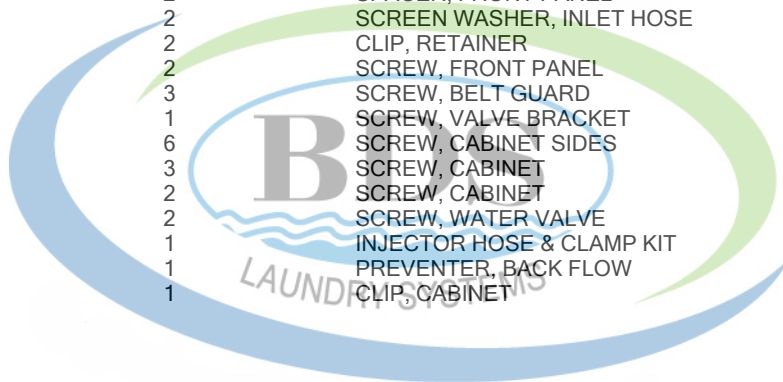 2 SCREEN WASHER, INLET HOSE
2 CLIP, RETAINER
2 SCREW, FRONT PANEL
3 SCREW, BELT GUARD
1 SCREW, VALVE BRACKET
6 SCREW, CABINET SIDES
3 SCREW, CABINET
2 SCREW, CABINET
2 SCREW, WATER VALVE
1 INJECTOR HOSE & CLAMP KIT
1 PREVENTER, BACK FLOW
1 CLIP, CABINET
BDS
LAUNDRY SYSTEMS